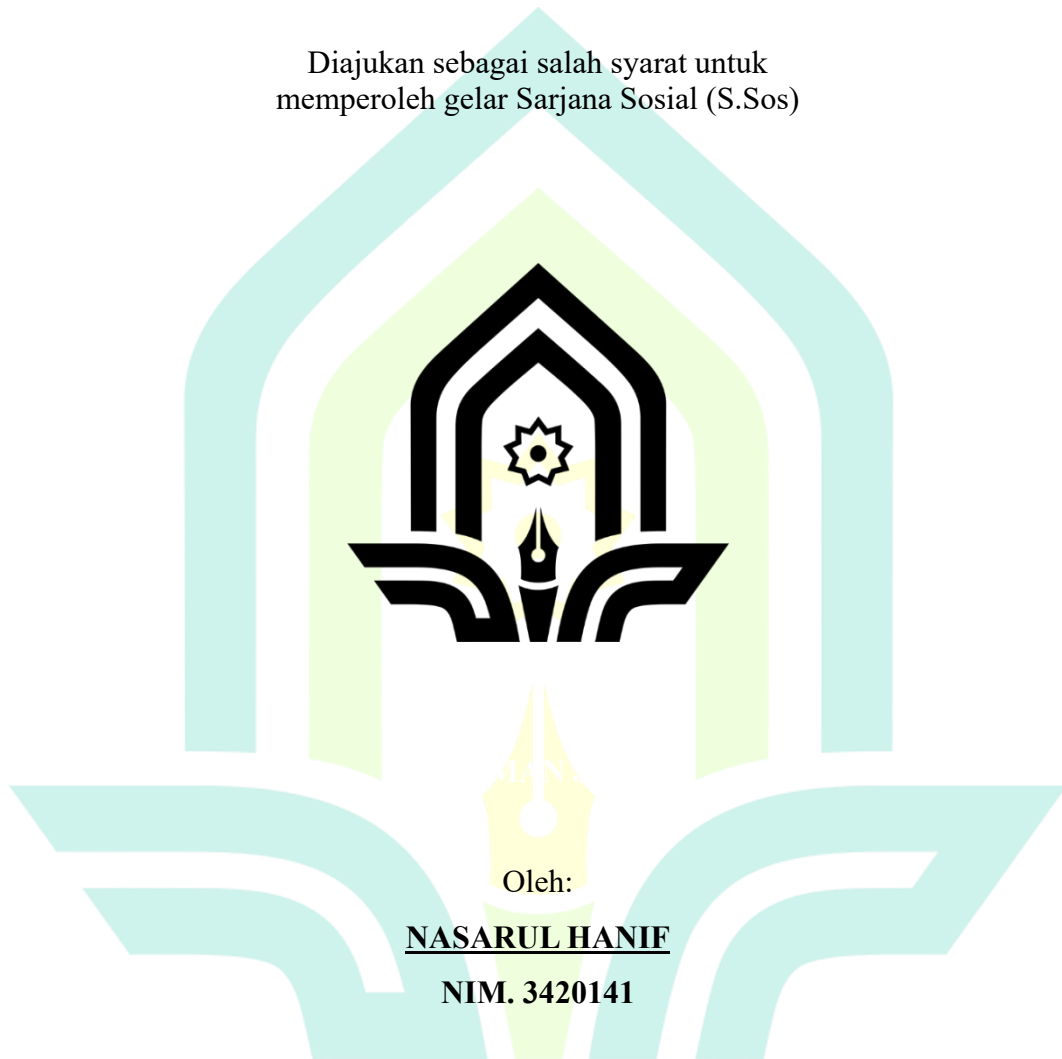 Diajukan sebagai salah syarat untuk
memperoleh gelar Sarjana Sosial (S.Sos)
Oleh:
NASARUL HANIF
NIM. 3420141